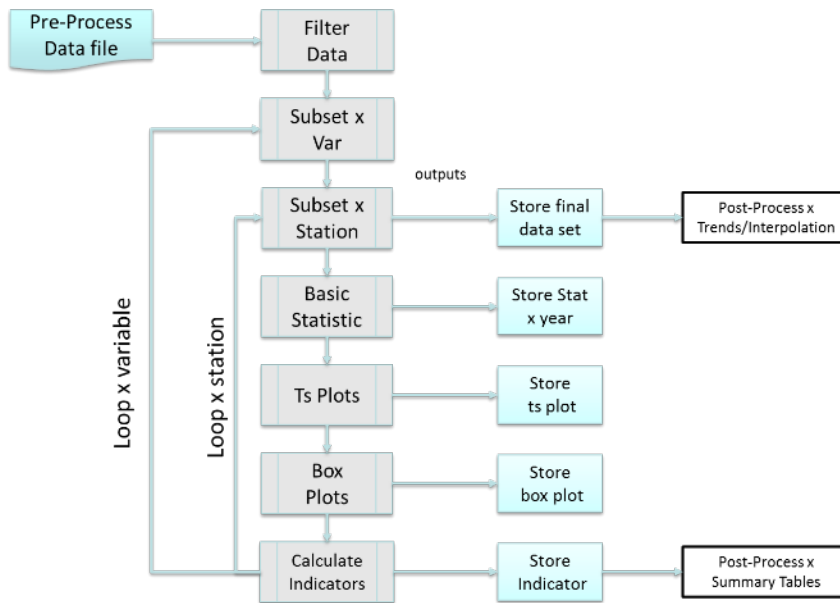 Pre-Process
Data file
Filter
Data
Subset x
Var
outputs
Subset x
Station
Store final
data set
Post-Process x
Trends/Interpolation
Basic
Statistic
Store Stat
x year
Loop x variable
Loop x station
Ts Plots
Store
ts plot
Box
Plots
Store
box plot
Calculate
Indicators
Store
Indicator
Post-Process x
Summary Tables